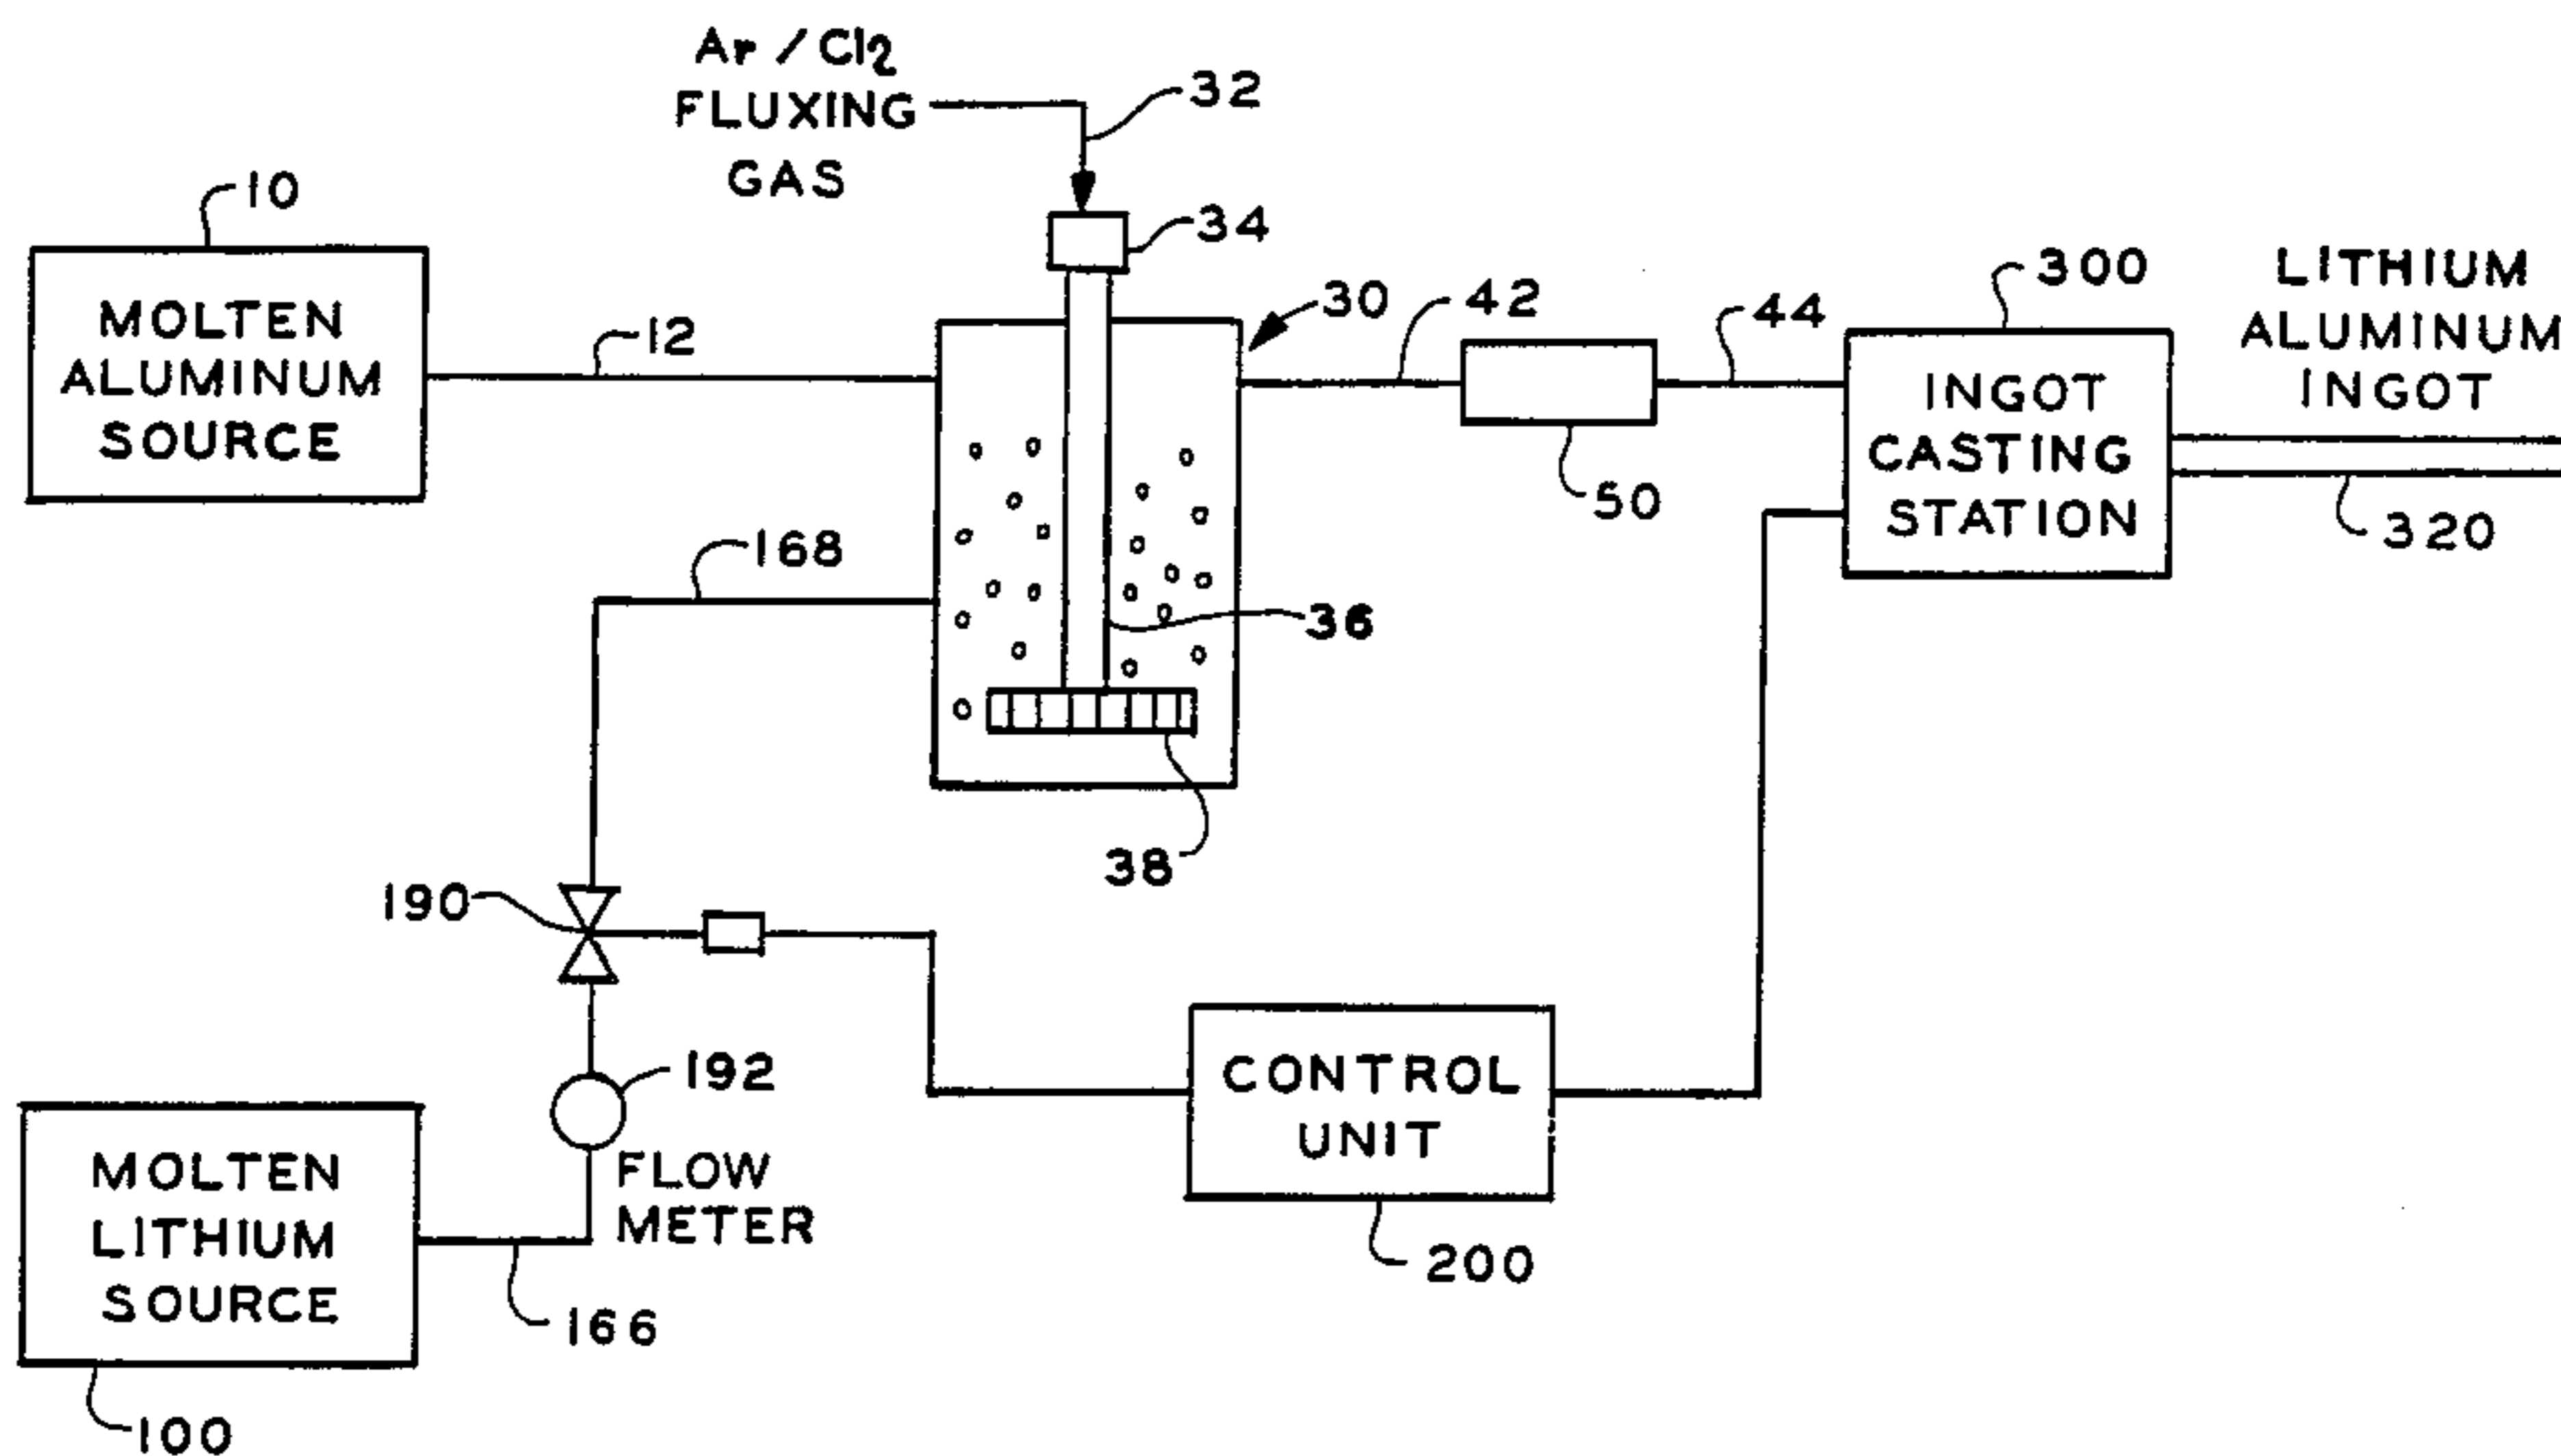 Ar / Cl2
FLUXING
GAS
32
10
34
MOLTEN
ALUMINUM
SOURCE
12
30
42
50
44
300
INGOT
CASTING
STATION
LITHIUM
ALUMINUM
INGOT
320
168
36
38
190
192
FLOW
METER
MOLTEN
LITHIUM
SOURCE
166
100
CONTROL
UNIT
200